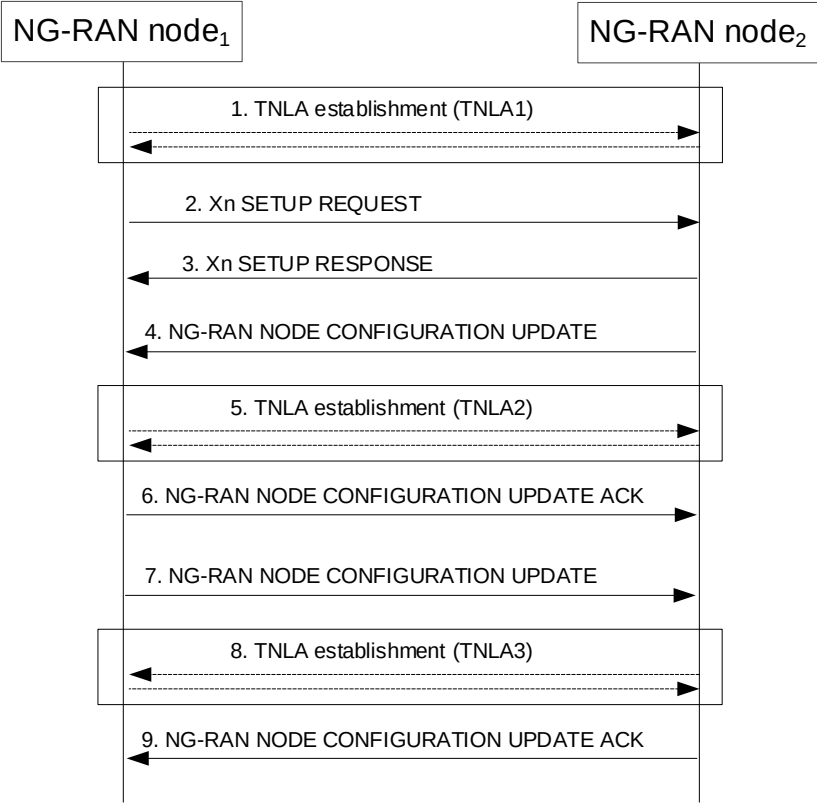 NG-RAN node₁
NG-RAN node₂
1. TNLA establishment (TNLA1)
2. Xn SETUP REQUEST
3. Xn SETUP RESPONSE
4. NG-RAN NODE CONFIGURATION UPDATE
5. TNLA establishment (TNLA2)
6. NG-RAN NODE CONFIGURATION UPDATE ACK
7. NG-RAN NODE CONFIGURATION UPDATE
8. TNLA establishment (TNLA3)
9. NG-RAN NODE CONFIGURATION UPDATE ACK